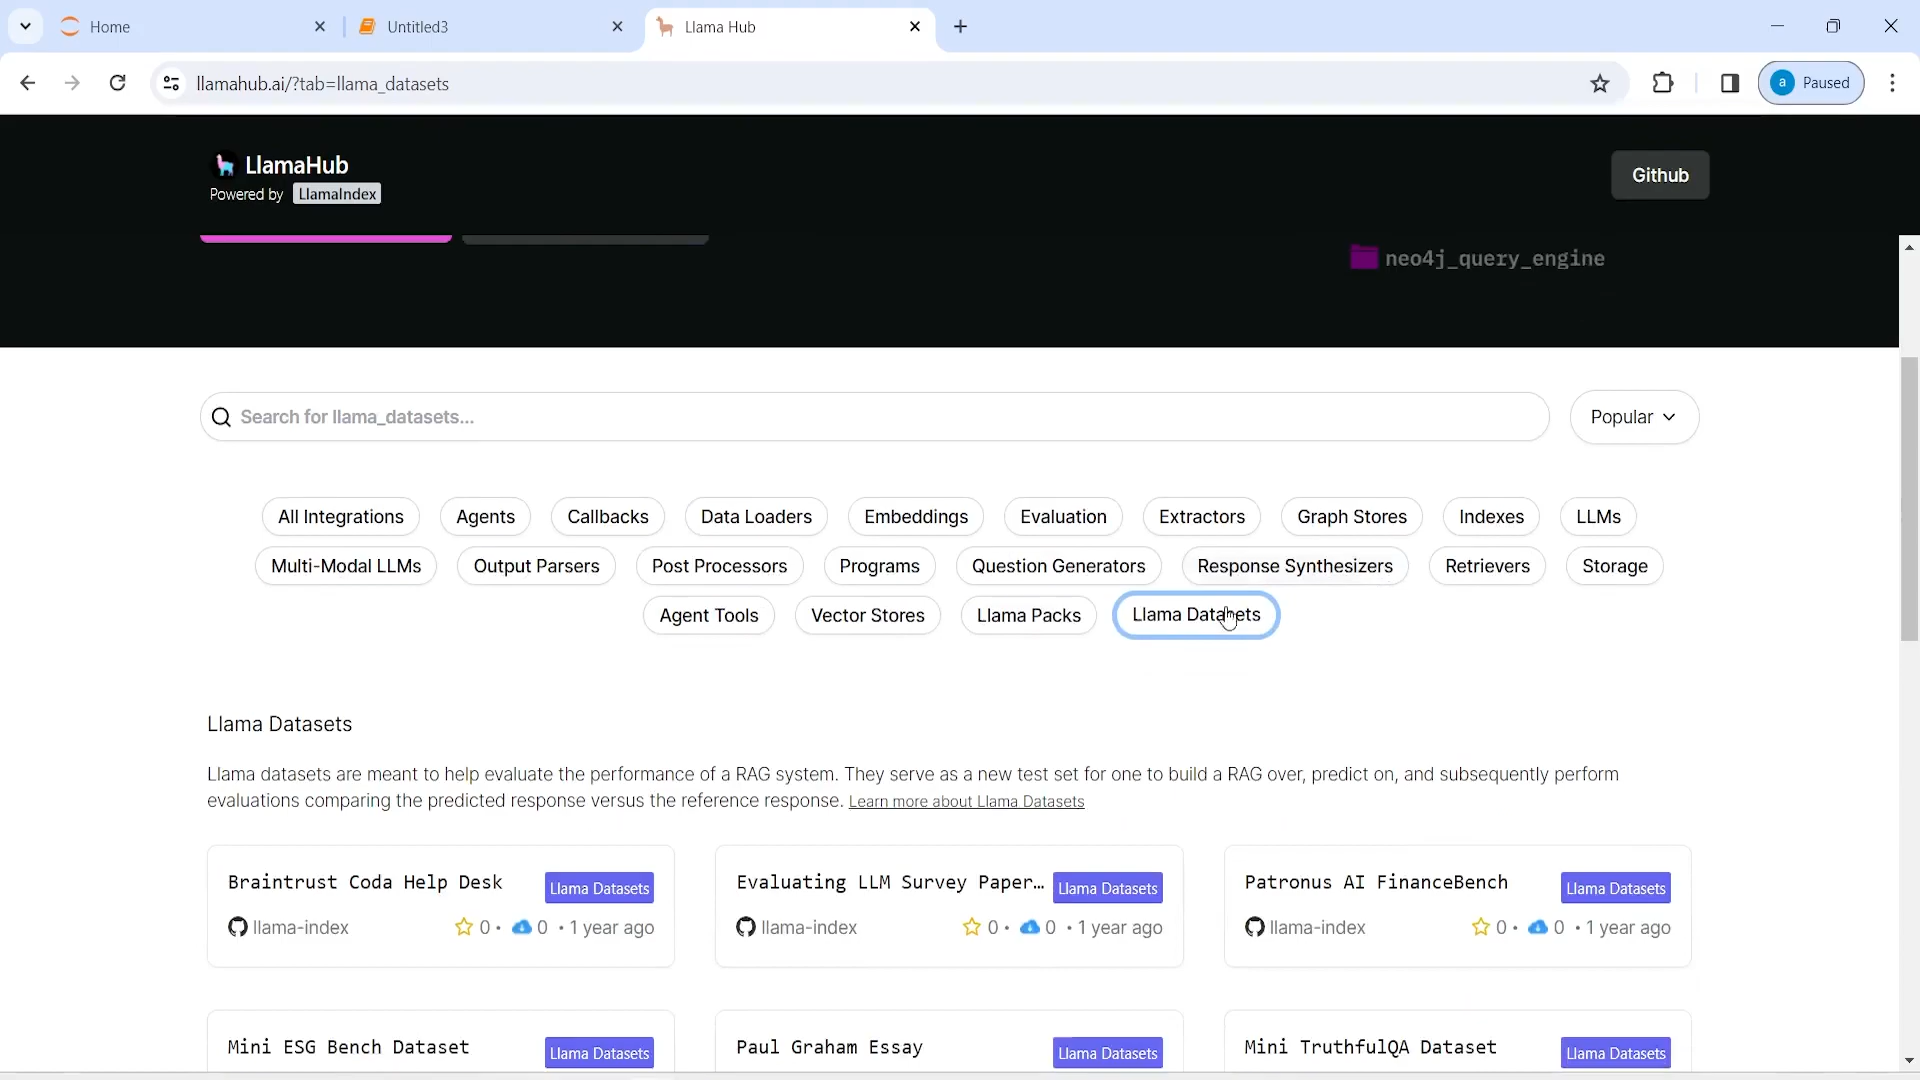 Home
Untitled3
Llama Hub
llamahub.ai/?tab=llama_datasets
a Paused
LlamaHub
Powered by LlamaIndex
Github
neo4j_query_engine
Search for llama_datasets...
Popular
All Integrations Agents Callbacks Data Loaders Embeddings Evaluation Extractors Graph Stores Indexes LLMs
Multi-Modal LLMs Output Parsers Post Processors Programs Question Generators Response Synthesizers Retrievers Storage
Agent Tools Vector Stores Llama Packs Llama Datasets
Llama Datasets
Llama datasets are meant to help evaluate the performance of a RAG system. They serve as a new test set for one to build a RAG over, predict on, and subsequently perform
evaluations comparing the predicted response versus the reference response. Learn more about Llama Datasets
Braintrust Coda Help Desk Llama Datasets
llama-index 0 • 0 • 1 year ago
Evaluating LLM Survey Paper... Llama Datasets
llama-index 0 • 0 • 1 year ago
Patronus AI FinanceBench Llama Datasets
llama-index 0 • 0 • 1 year ago
Mini ESG Bench Dataset Llama Datasets
Paul Graham Essay Llama Datasets
Mini TruthfulQA Dataset Llama Datasets